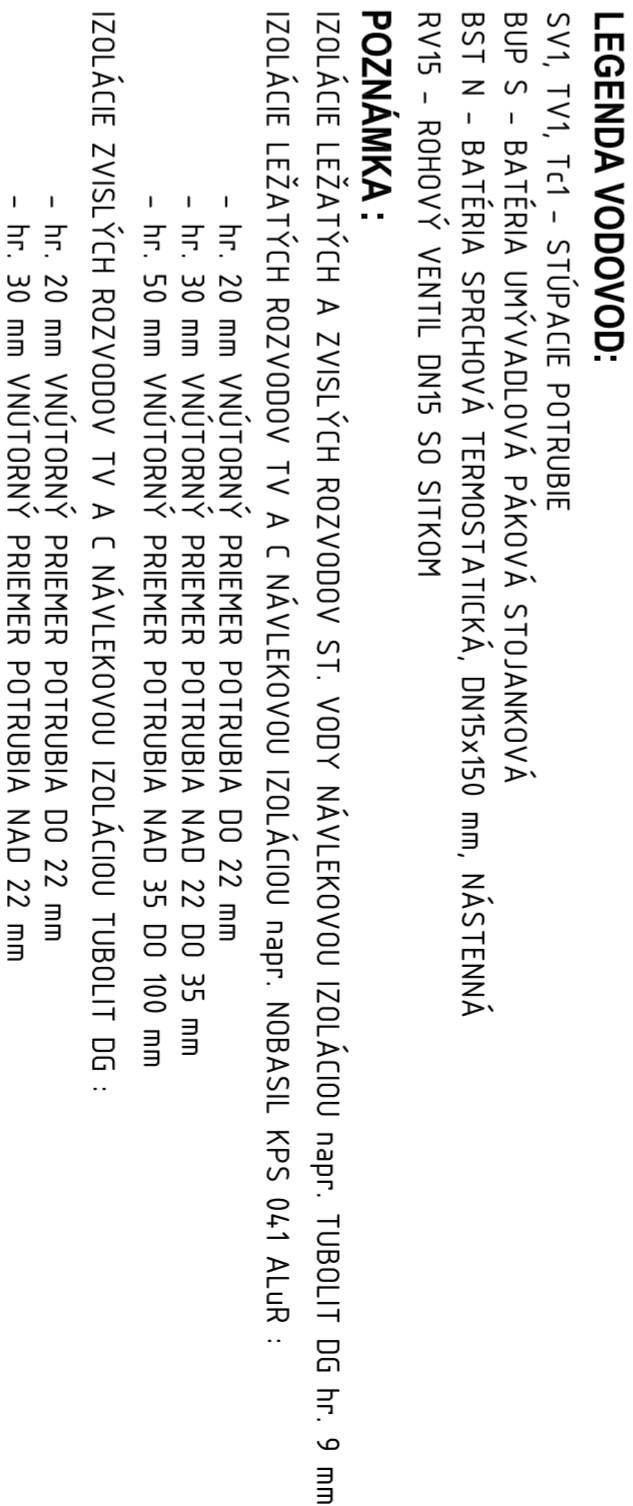 LEGENDA VODOVOD:
SV1, TV1, Tc1 - STÚPACIE POTRUBIE
BUP S - BATÉRIA UMÝVADLOVÁ PÁKOVÁ STOJANKOVÁ
BST N - BATÉRIA SPRCHOVÁ TERMOSTATICKÁ, DN15x150 mm, NÁSTENNÁ
RV15 - ROHOVÝ VENTIL DN15 SO SITKOM
POZNÁMKA :
IZOLÁCIE LEŽATÝCH A ZVISLÝCH ROZVODOV ST. VODY NÁVLEKOVOU IZOLÁCIOU napr. TUBOLIT DG hr. 9 mm
IZOLÁCIE LEŽATÝCH ROZVODOV TV A C NÁVLEKOVOU IZOLÁCIOU napr. NOBASIL KPS 041 ALuR :
- hr. 20 mm VNÚTORNÝ PRIEMER POTRUBIA DO 22 mm
- hr. 30 mm VNÚTORNÝ PRIEMER POTRUBIA NAD 22 DO 35 mm
- hr. 50 mm VNÚTORNÝ PRIEMER POTRUBIA NAD 35 DO 100 mm
IZOLÁCIE ZVISLÝCH ROZVODOV TV A C NÁVLEKOVOU IZOLÁCIOU TUBOLIT DG :
- hr. 20 mm VNÚTORNÝ PRIEMER POTRUBIA DO 22 mm
- hr. 30 mm VNÚTORNÝ PRIEMER POTRUBIA NAD 22 mm